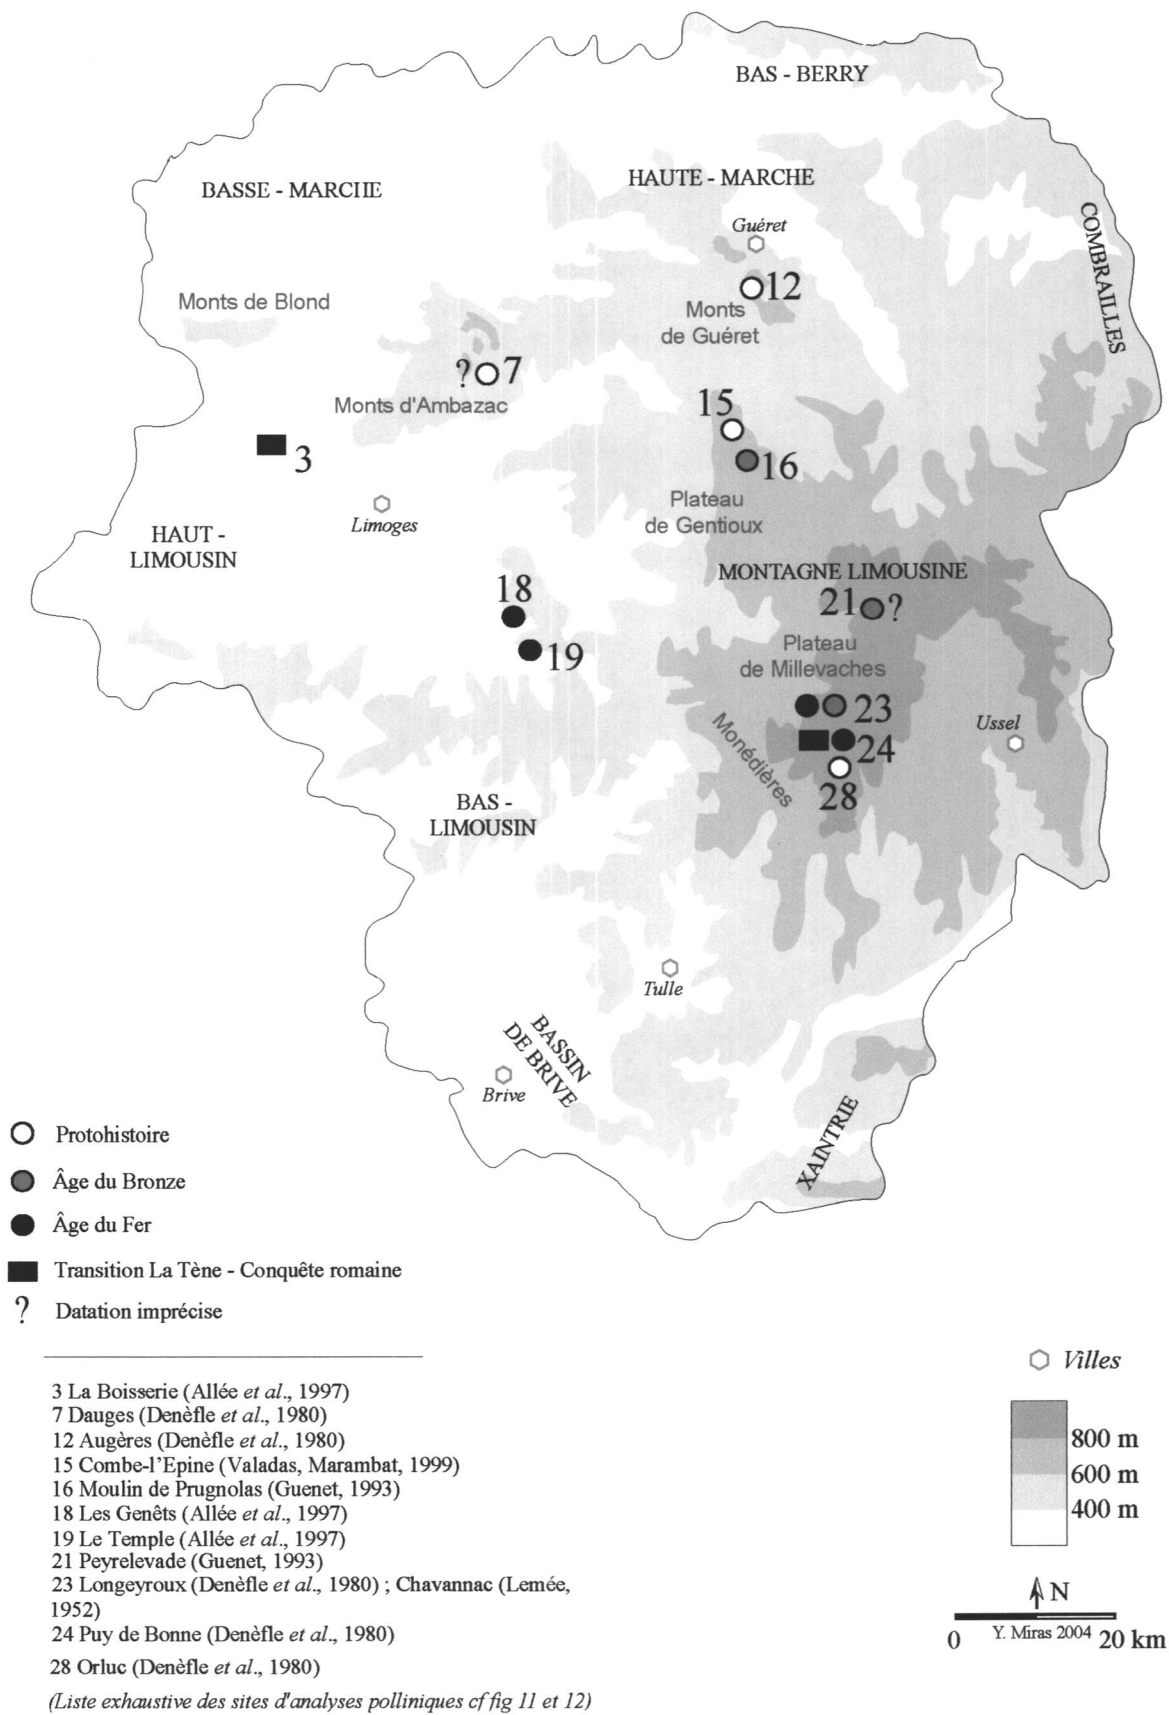 BAS - BERRY
BASSE - MARCHE
HAUTE - MARCHE
Guéret
COMBRAILLES
12
Monts de Blond
Monts
de Guéret
? 7
Monts d'Ambazac
15
3
16
Plateau
de Gentioux
Limoges
HAUT -
LIMOUSIN
MONTAGNE LIMOUSINE
18
21 ?
19
Plateau
de Millevaches
23
Monédières
Ussel
24
28
BAS -
LIMOUSIN
Tulle
BASSIN
DE BRIVE
Brive
XAINTRIE
Protohistoire
Âge du Bronze
Âge du Fer
Transition La Tène - Conquête romaine
? Datation imprécise
3 La Boisserie (Allée et al., 1997)
7 Dauges (Denèfle et al., 1980)
12 Augères (Denèfle et al., 1980)
15 Combe-l'Epine (Valadas, Marambat, 1999)
16 Moulin de Prugnolas (Guenet, 1993)
18 Les Genêts (Allée et al., 1997)
19 Le Temple (Allée et al., 1997)
21 Peyrelevade (Guenet, 1993)
23 Longeyroux (Denèfle et al., 1980) ; Chavannac (Lemée,
1952)
24 Puy de Bonne (Denèfle et al., 1980)
28 Orluc (Denèfle et al., 1980)
(Liste exhaustive des sites d'analyses polliniques cf fig 11 et 12)
Villes
800 m
600 m
400 m
N
Y. Miras 2004
0 20 km